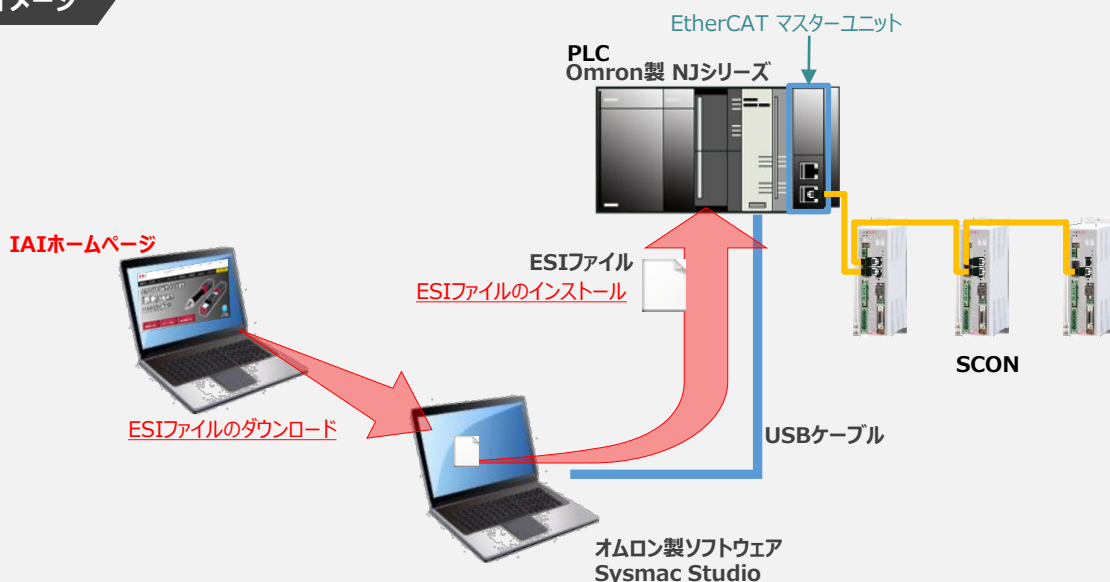 イメージ
EtherCAT マスターユニット
PLC
Omron製 NJシリーズ
IAIホームページ
ESIファイル
ESIファイルのインストール
SCON
ESIファイルのダウンロード
USBケーブル
オムロン製ソフトウェア
Sysmac Studio